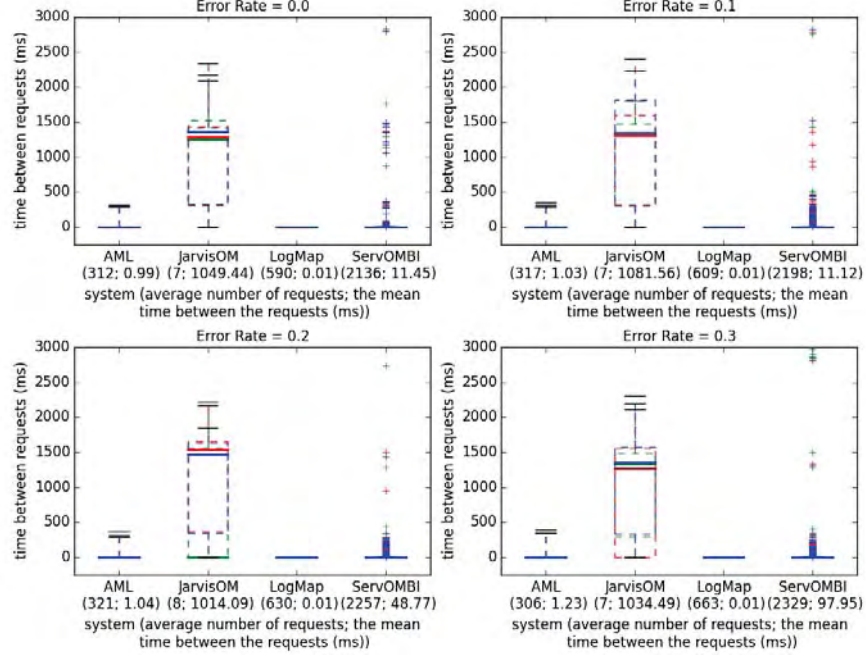 Error Rate = 0.0
time between requests (ms)
3000
2500
2000
1500
1000
500
0
AML JarvisOM LogMap ServOMBI
(312; 0.99) (7; 1049.44) (590; 0.01) (2136; 11.45)
system (average number of requests; the mean
time between the requests (ms))
Error Rate = 0.1
time between requests (ms)
3000
2500
2000
1500
1000
500
0
AML JarvisOM LogMap ServOMBI
(317; 1.03) (7; 1081.56) (609; 0.01) (2198; 11.12)
system (average number of requests; the mean
time between the requests (ms))
Error Rate = 0.2
time between requests (ms)
3000
2500
2000
1500
1000
500
0
AML JarvisOM LogMap ServOMBI
(321; 1.04) (8; 1014.09) (630; 0.01) (2257; 48.77)
system (average number of requests; the mean
time between the requests (ms))
Error Rate = 0.3
time between requests (ms)
3000
2500
2000
1500
1000
500
0
AML JarvisOM LogMap ServOMBI
(306; 1.23) (7; 1034.49) (663; 0.01) (2329; 97.95)
system (average number of requests; the mean
time between the requests (ms))